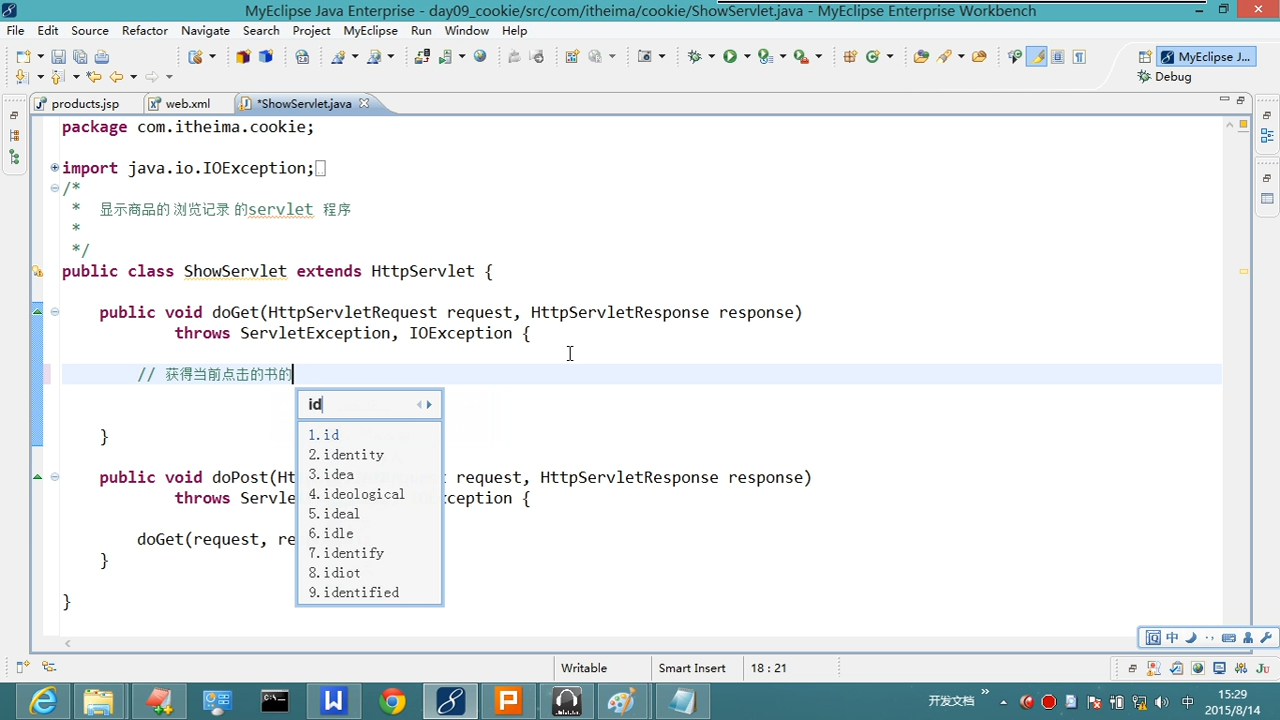 MyEclipse Java Enterprise - day09_cookie/src/com/itheima/cookie/ShowServlet.java - MyEclipse Enterprise Workbench
File Edit Source Refactor Navigate Search Project MyEclipse Run Window Help
MyEclipse J...
Debug
products.jsp web.xml *ShowServlet.java
package com.itheima.cookie;
import java.io.IOException;
/*
* 显示商品的 浏览记录 的servlet 程序
*
*/
public class ShowServlet extends HttpServlet {
public void doGet(HttpServletRequest request, HttpServletResponse response)
throws ServletException, IOException {
// 获得当前点击的书的
id
1.id
2.identity
3.idea
4.ideological
5.ideal
6.idle
7.identify
8.idiot
9.identified
}
public void doPost(Ht request, HttpServletResponse response)
throws Servle ception {
doGet(request, re
}
}
中
Writable Smart Insert 18 : 21
开发文档 中 15:29
2015/8/14